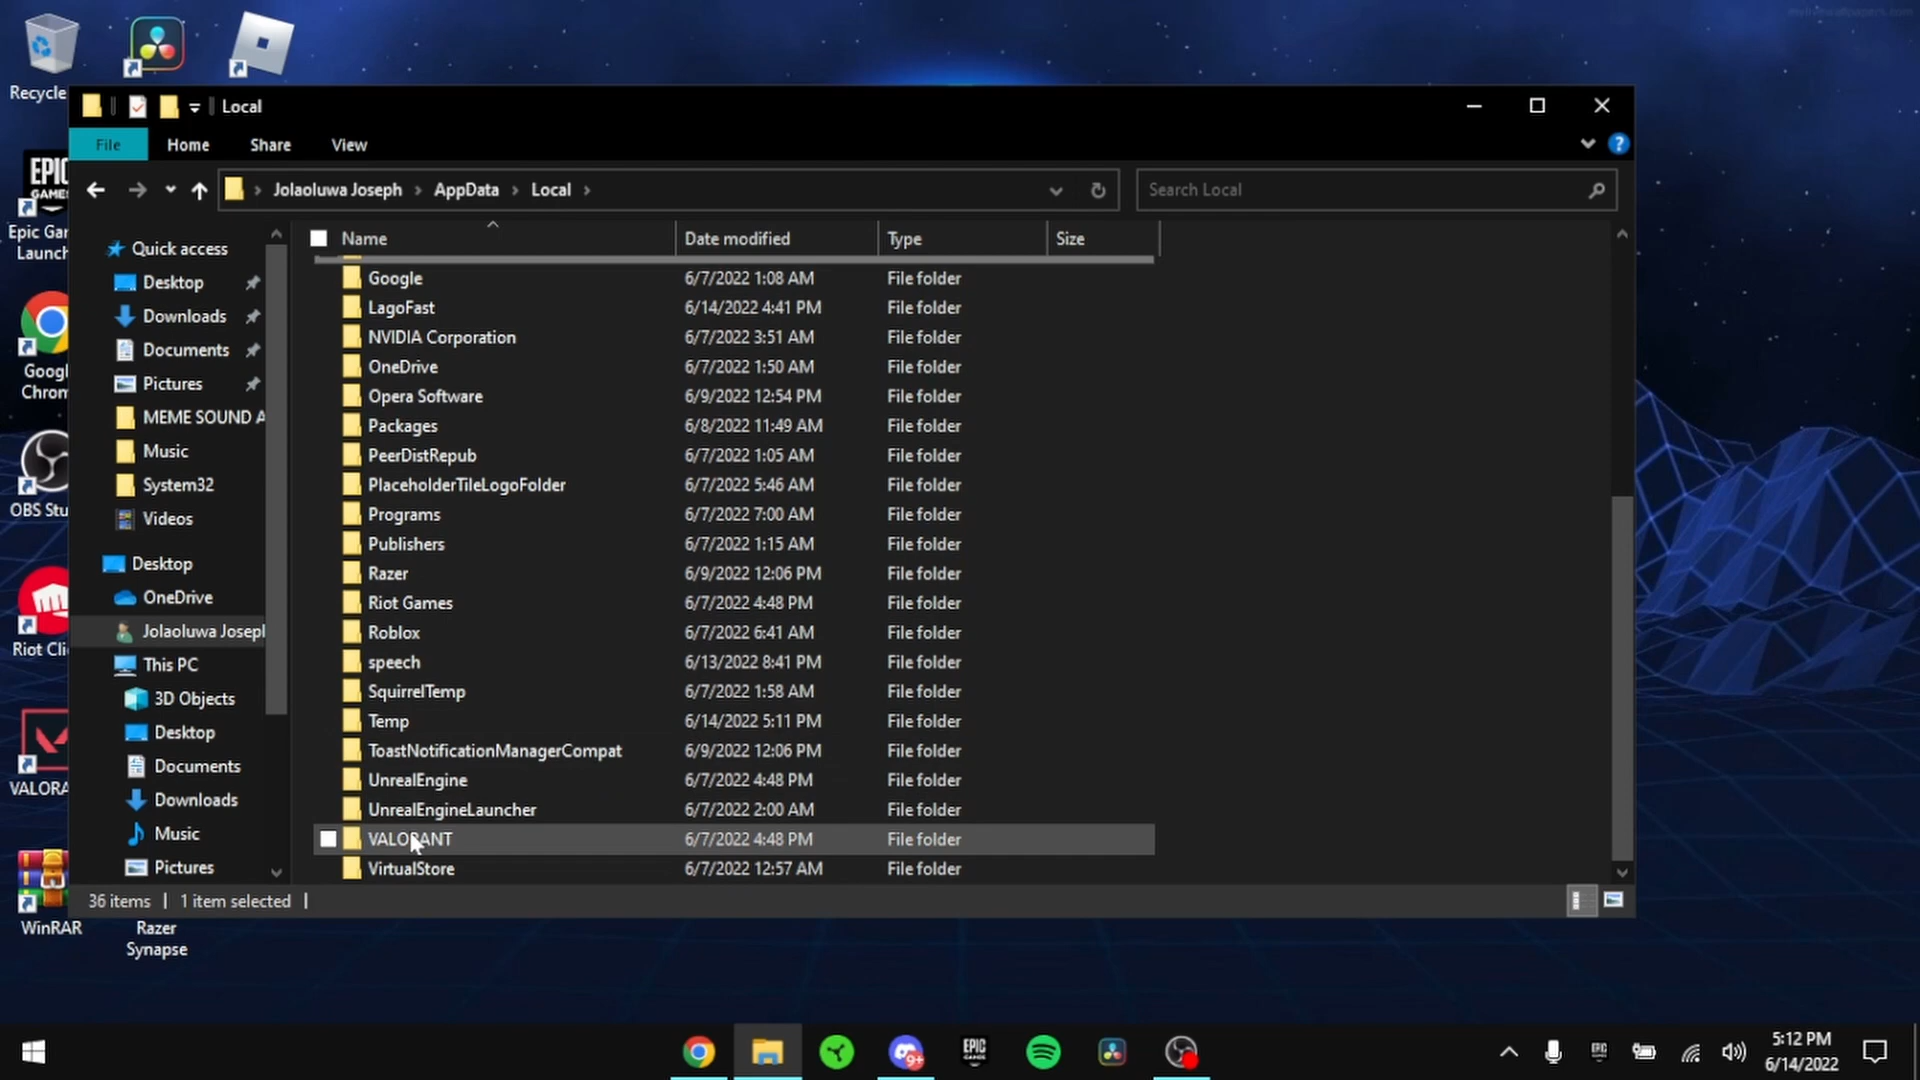 Recycle
Local
File
Home
Share
View
Jolaoluwa Joseph
AppData
Local
Search Local
EPIC
GAMES
Epic Gar
Launch
Googl
Chrom
OBS Stu
Riot Cli
VALORA
WinRAR
Razer
Synapse
Quick access
Desktop
Downloads
Documents
Pictures
MEME SOUND A
Music
System32
Videos
Desktop
OneDrive
Jolaoluwa Josepl
This PC
3D Objects
Desktop
Documents
Downloads
Music
Pictures
Name Date modified Type Size
Google 6/7/2022 1:08 AM File folder
LagoFast 6/14/2022 4:41 PM File folder
NVIDIA Corporation 6/7/2022 3:51 AM File folder
OneDrive 6/7/2022 1:50 AM File folder
Opera Software 6/9/2022 12:54 PM File folder
Packages 6/8/2022 11:49 AM File folder
PeerDistRepub 6/7/2022 1:05 AM File folder
PlaceholderTileLogoFolder 6/7/2022 5:46 AM File folder
Programs 6/7/2022 7:00 AM File folder
Publishers 6/7/2022 1:15 AM File folder
Razer 6/9/2022 12:06 PM File folder
Riot Games 6/7/2022 4:48 PM File folder
Roblox 6/7/2022 6:41 AM File folder
speech 6/13/2022 8:41 PM File folder
SquirrelTemp 6/7/2022 1:58 AM File folder
Temp 6/14/2022 5:11 PM File folder
ToastNotificationManagerCompat 6/9/2022 12:06 PM File folder
UnrealEngine 6/7/2022 4:48 PM File folder
UnrealEngineLauncher 6/7/2022 2:00 AM File folder
VALORANT 6/7/2022 4:48 PM File folder
VirtualStore 6/7/2022 12:57 AM File folder
36 items
1 item selected
9+
EPIC
GAMES
EPIC
5:12 PM
6/14/2022